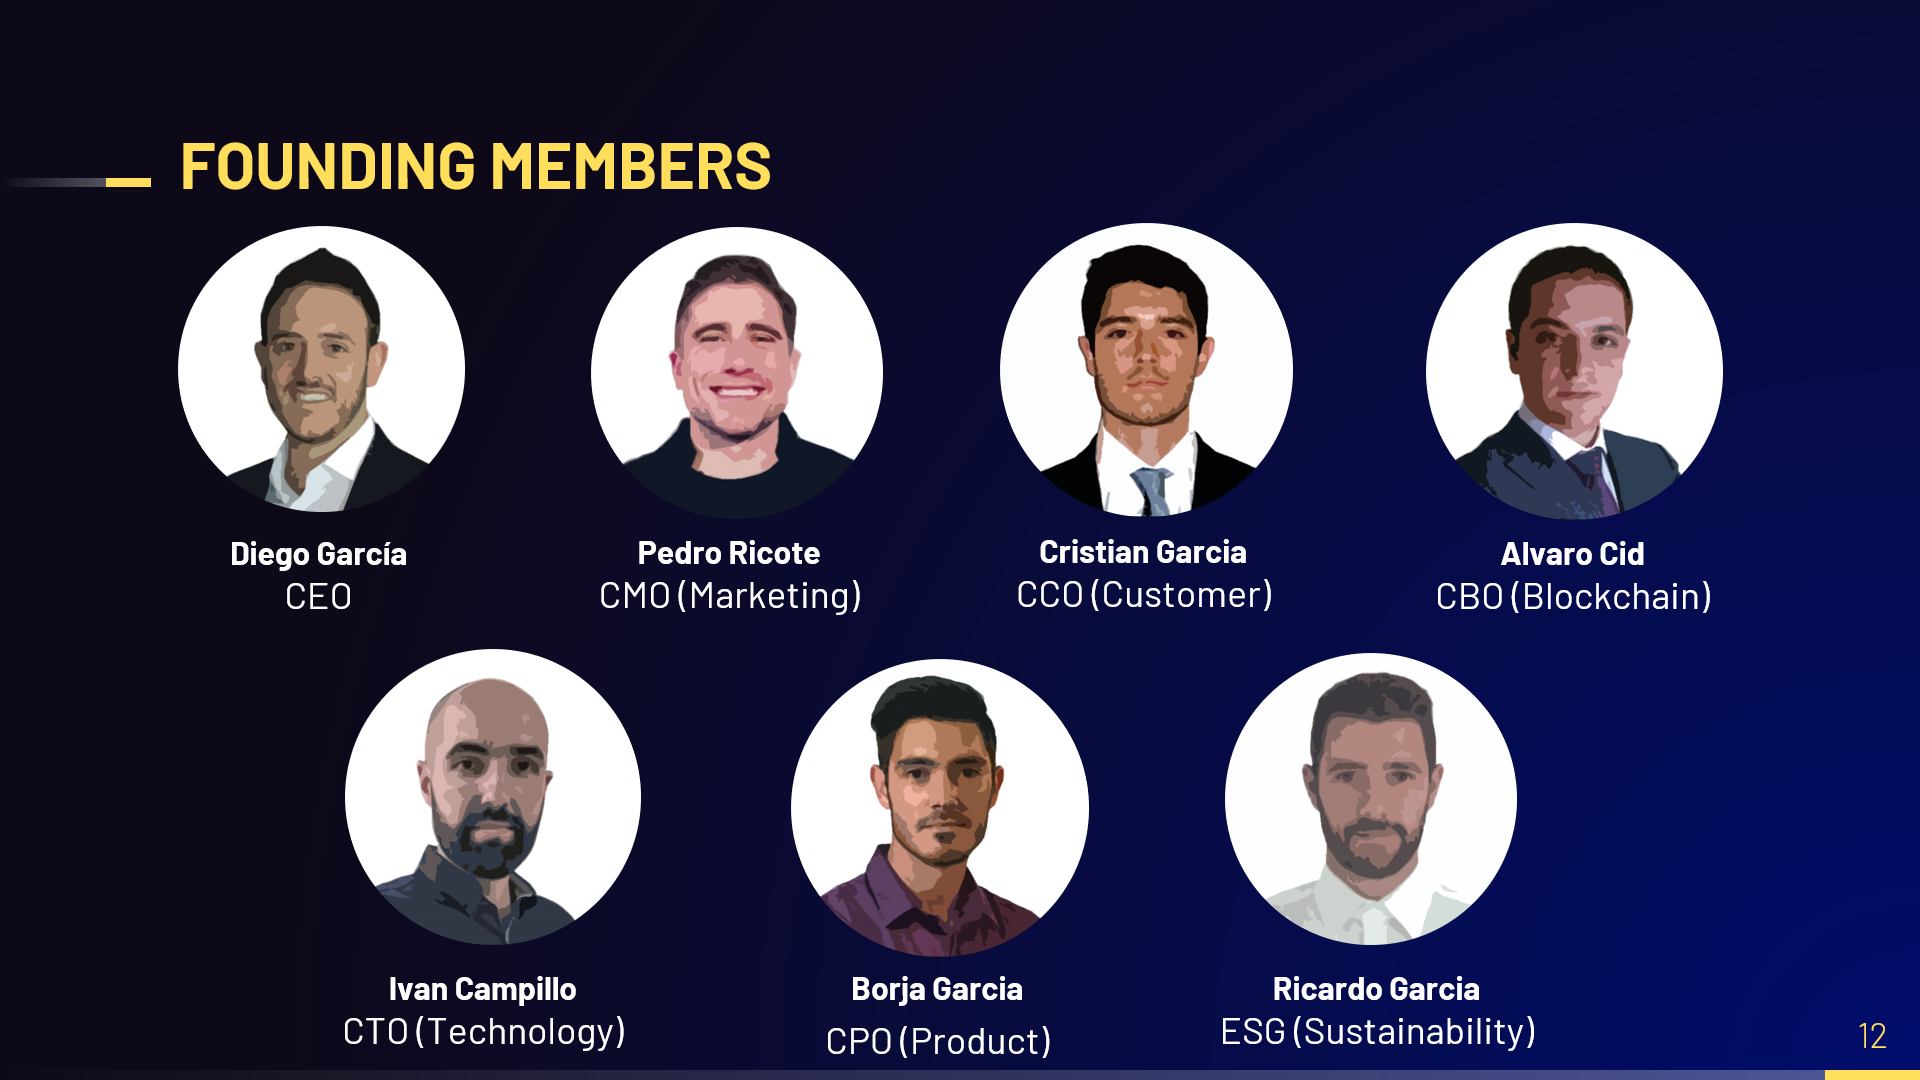 FOUNDING MEMBERS
Diego García
CEO
Pedro Ricote
CMO (Marketing)
Cristian Garcia
CCO (Customer)
Alvaro Cid
CBO (Blockchain)
Ivan Campillo
CTO (Technology)
Borja Garcia
CPO (Product)
Ricardo Garcia
ESG (Sustainability)
12